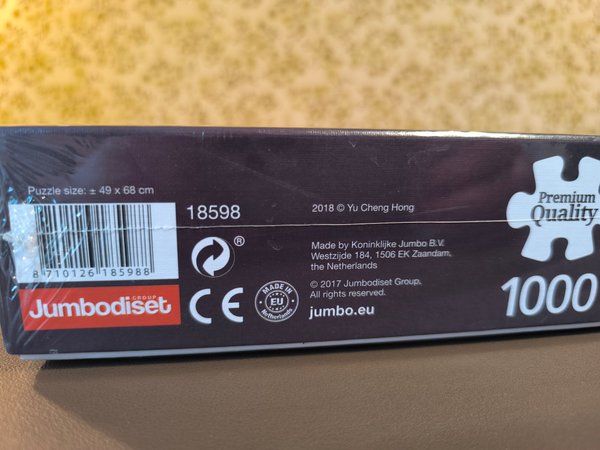 Puzzle size: ± 49 x 68 cm
8 710126 185988
GROUP
Jumbodiset
18598
®
CE
MADE IN
EU
Netherlands
2018 © Yu Cheng Hong
Made by Koninklijke Jumbo B.V.
Westzijde 184, 1506 EK Zaandam,
the Netherlands
© 2017 Jumbodiset Group,
All rights reserved.
jumbo.eu
Premium
Quality
1000